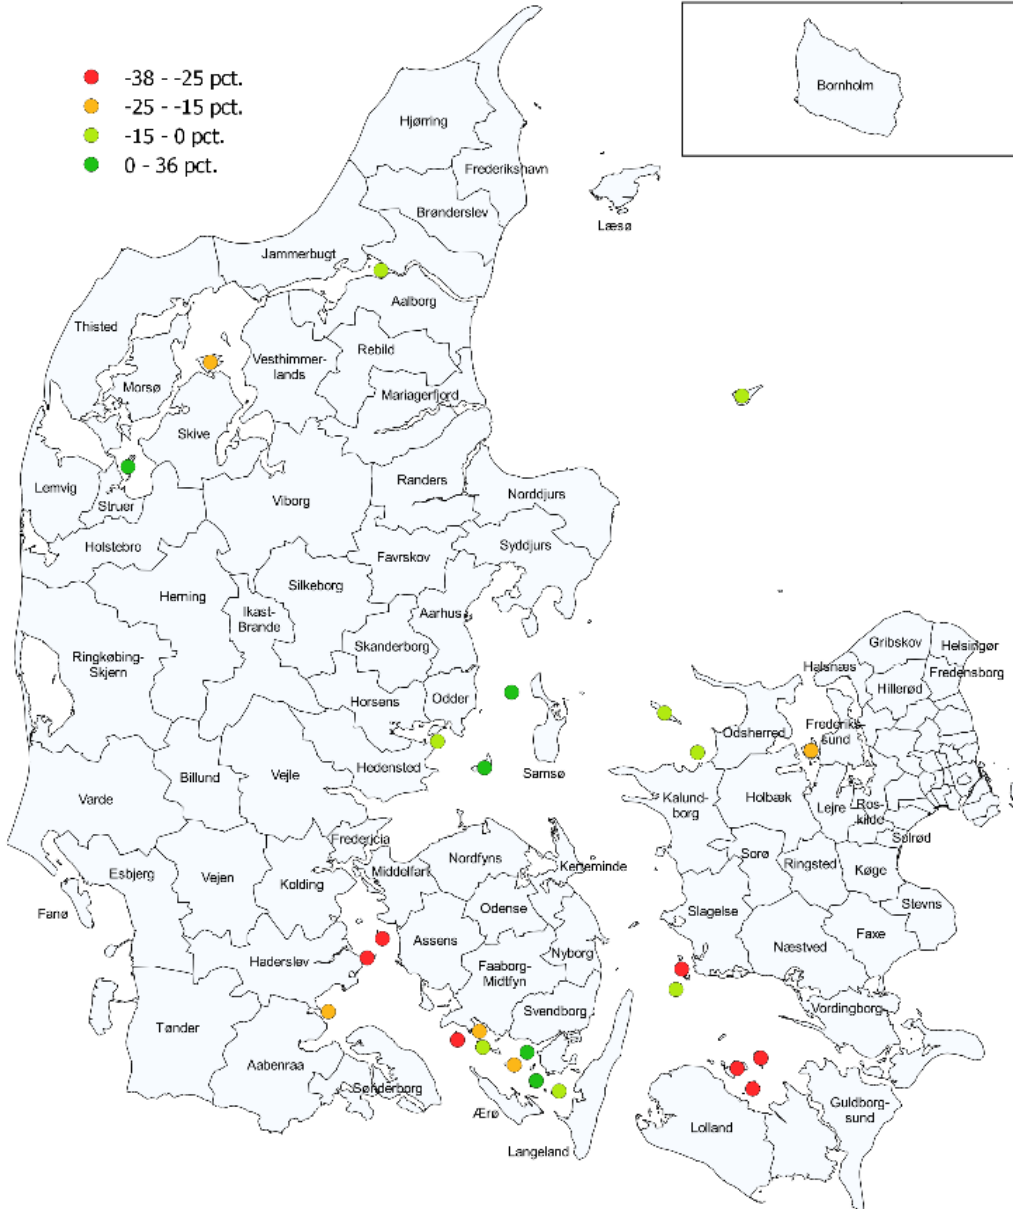 Bornholm
-38 - -25 pct.
-25 - -15 pct.
-15 - 0 pct.
0 - 36 pct.
Hjørring
Frederikshavn
Brønderslev
Læsø
Jammerbugt
Aalborg
Thisted
Rebild
Vesthimmer-
lands
Morsø
Mariagerfjord
Skive
Randers
Lemvig
Norddjurs
Viborg
Struer
Holstebro
Syddjurs
Favrskov
Silkeborg
Herning
Ikast-
Brande
Aarhus
Skanderborg
Ringkøbing-
Skjern
Gribskov
Helsingør
Halsnæs
Fredensborg
Hillerød
Horsens
Odder
Frederiks-
sund
Odsherred
Hedensted
Samsø
Billund
Vejle
Varde
Kalund-
borg
Holbæk
Lejre
Ros-
kilde
Solrød
Fredericia
Nordfyns
Kerteminde
Sorø
Ringsted
Køge
Middelfart
Esbjerg
Vejen
Kolding
Stevns
Odense
Slagelse
Fanø
Assens
Faxe
Næstved
Nyborg
Haderslev
Faaborg-
Midtfyn
Svendborg
Vordingborg
Tønder
Aabenraa
Sønderborg
Guldborg-
sund
Ærø
Lolland
Langeland